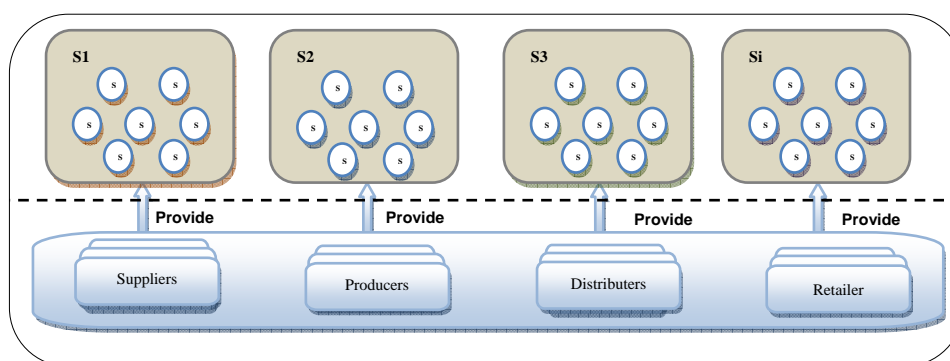 S1 S2 S3 Si
s s s s s s s s
s s s s s s s s s s s s
s s s s s s s s
Provide Provide Provide Provide
Suppliers Producers Distributers Retailer